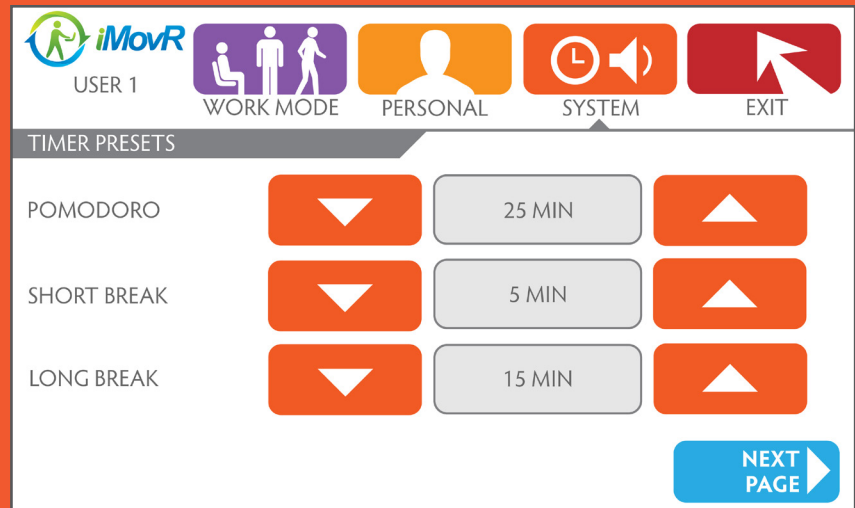 iMovR
USER 1
WORK MODE
PERSONAL
SYSTEM
EXIT
TIMER PRESETS
POMODORO
25 MIN
SHORT BREAK
5 MIN
LONG BREAK
15 MIN
NEXT
PAGE